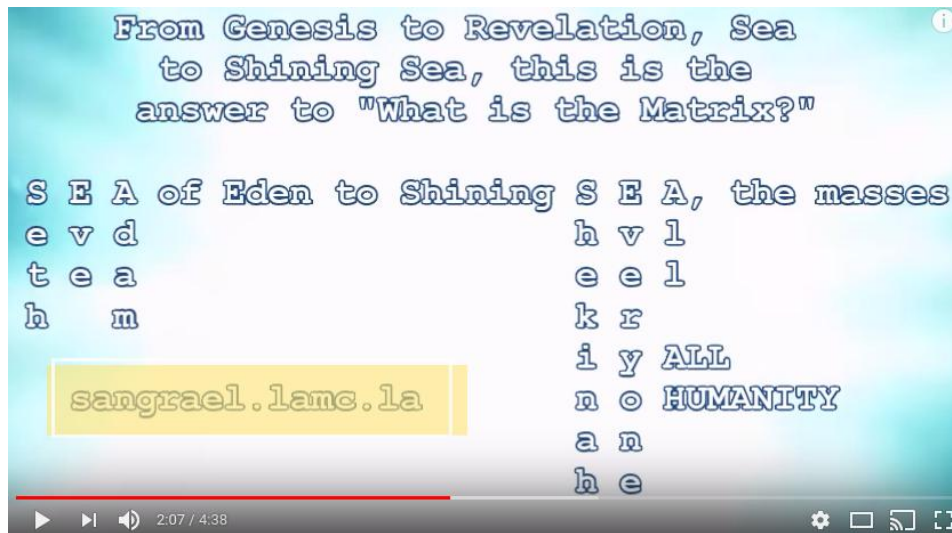 From Genesis to Revelation, Sea
to Shining Sea, this is the
answer to "What is the Matrix?"
S E A of Eden to Shining S E A, the masses
e v d h v l
t e a e e l
h m k r
i y ALL
sangrael.lamc.la n o HUMANITY
a n
h e
2:07 / 4:38